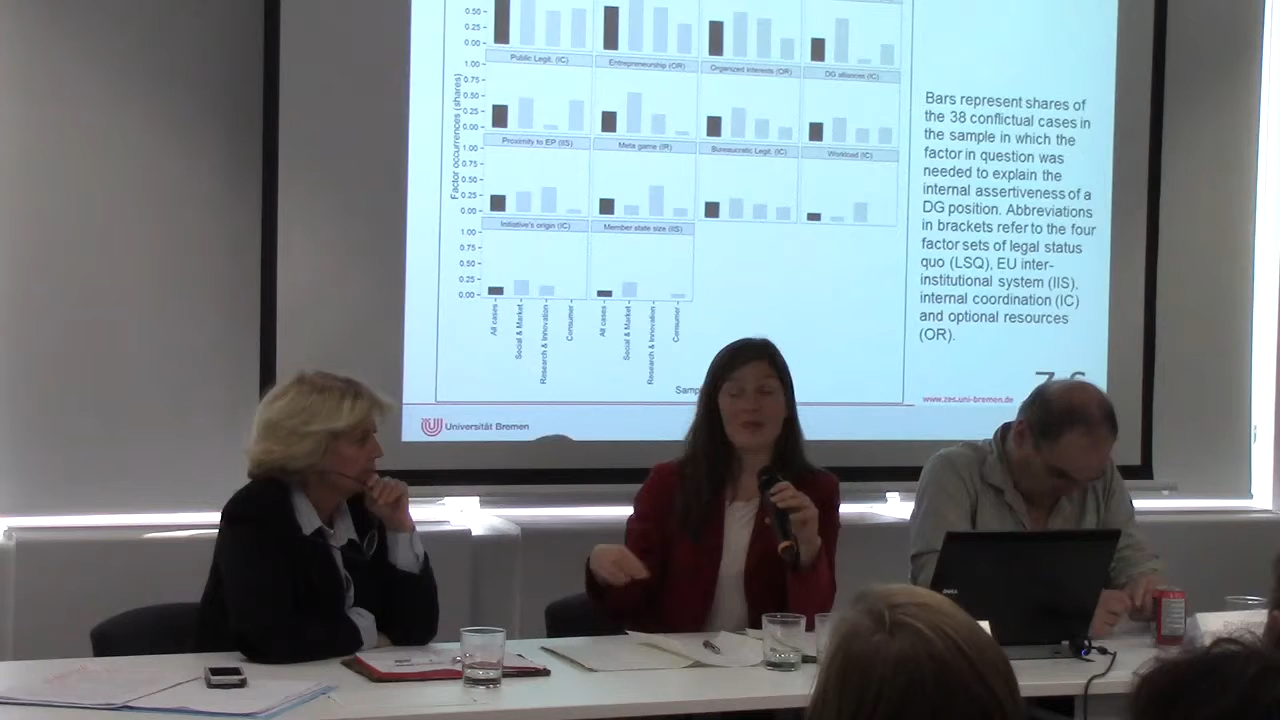 0.50
0.00
Public Legit. (IC) Entrepreneurship (OR) Organized interests (OR) DG alliances (IC)
1.00
0.75
0.50
0.25
0.00
Proximity to EP (IIS) Meta game (IR) Bureaucratic Legit. (IC) Workload (IC)
1.00
0.75
0.50
0.25
0.00
Initiative's origin (IC) Member state size (IIS)
1.00
0.75
0.50
0.25
0.00
Factor occurrences (shares)
All cases
Social & Market
Research & Innovation
Consumer
All cases
Social & Market
Research & Innovation
Consumer
Bars represent shares of
the 38 conflictual cases in
the sample in which the
factor in question was
needed to explain the
internal assertiveness of a
DG position. Abbreviations
in brackets refer to the four
factor sets of legal status
quo (LSQ), EU inter-
institutional system (IIS),
internal coordination (IC)
and optional resources
(OR).
www.zes.uni-bremen.de
Universität Bremen
DELL